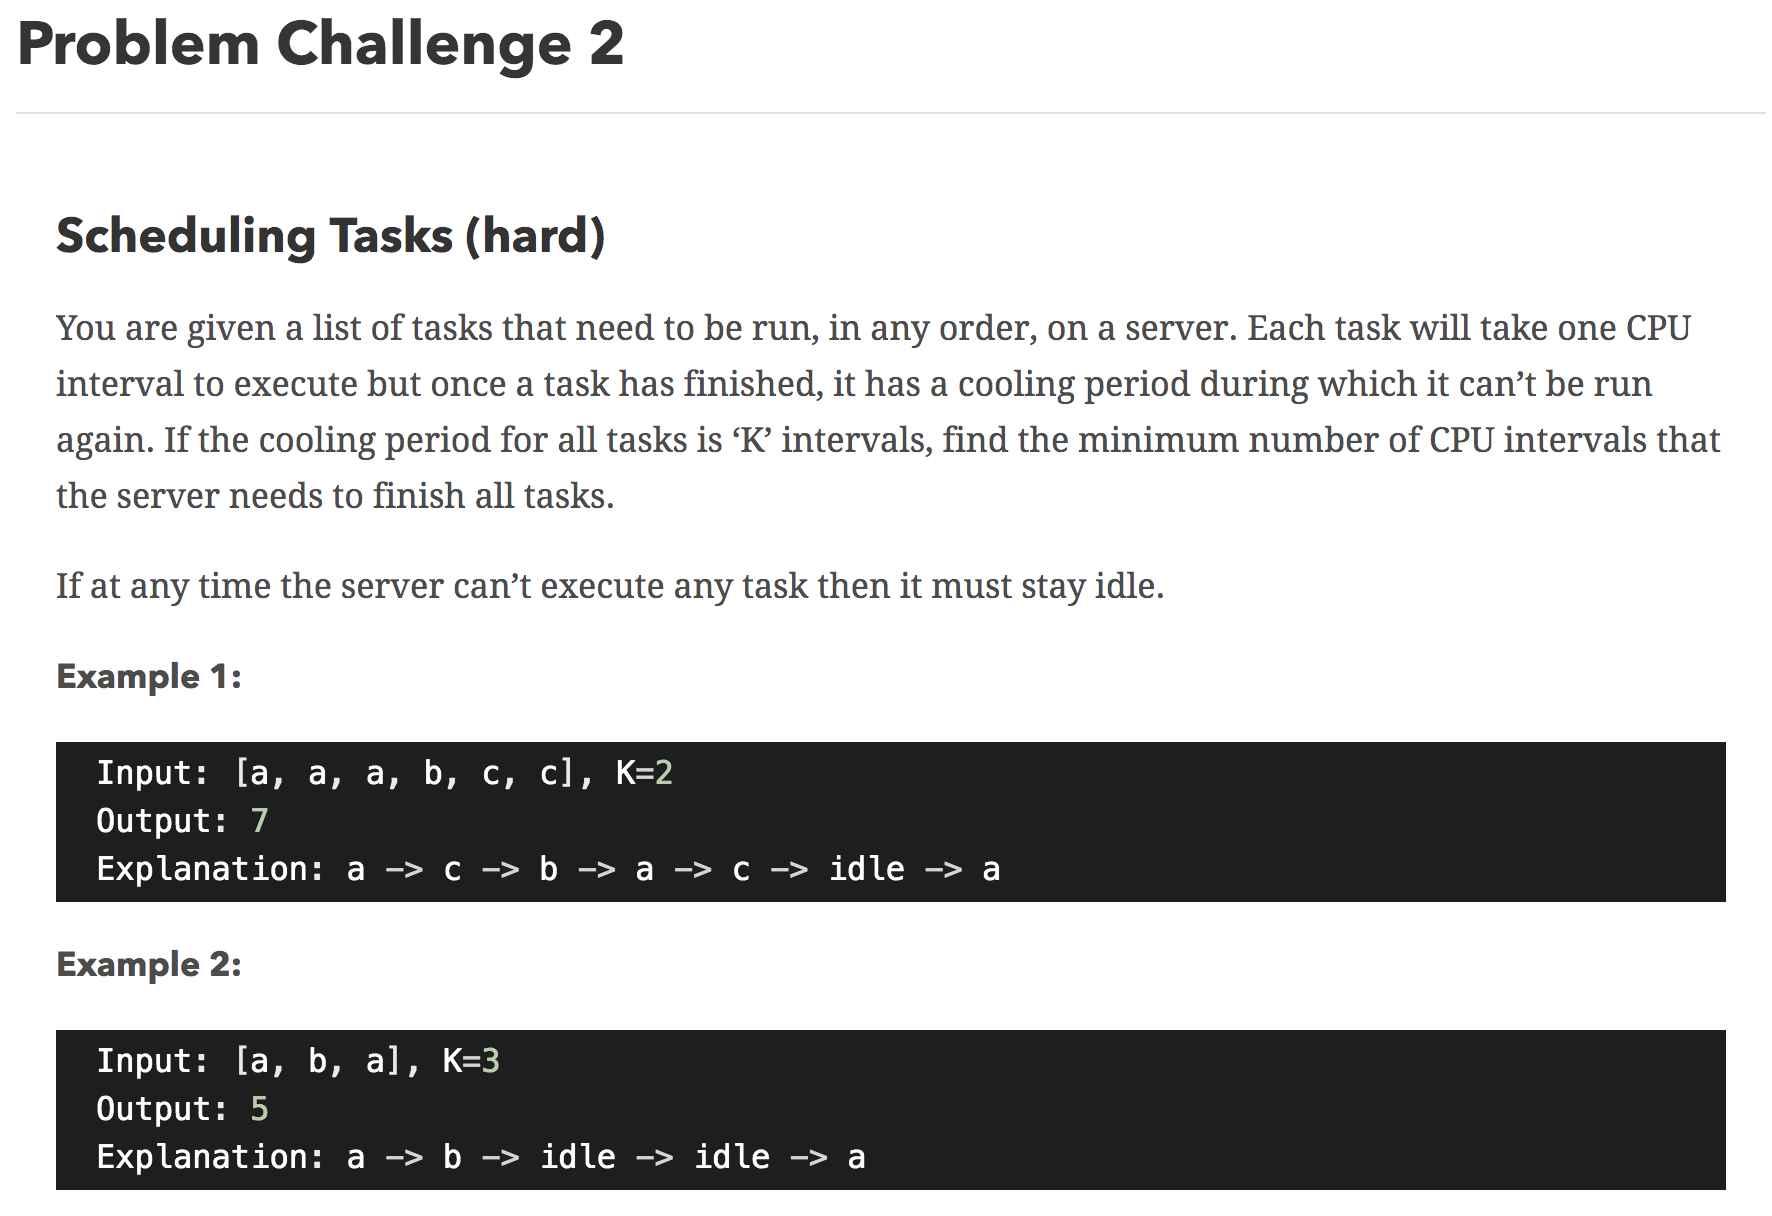 Problem Challenge 2
Scheduling Tasks (hard)
You are given a list of tasks that need to be run, in any order, on a server. Each task will take one CPU
interval to execute but once a task has finished, it has a cooling period during which it can’t be run
again. If the cooling period for all tasks is ‘K’ intervals, find the minimum number of CPU intervals that
the server needs to finish all tasks.
If at any time the server can’t execute any task then it must stay idle.
Example 1:
Input: [a, a, a, b, c, c], K=2
Output: 7
Explanation: a -> c -> b -> a -> c -> idle -> a
Example 2:
Input: [a, b, a], K=3
Output: 5
Explanation: a -> b -> idle -> idle -> a